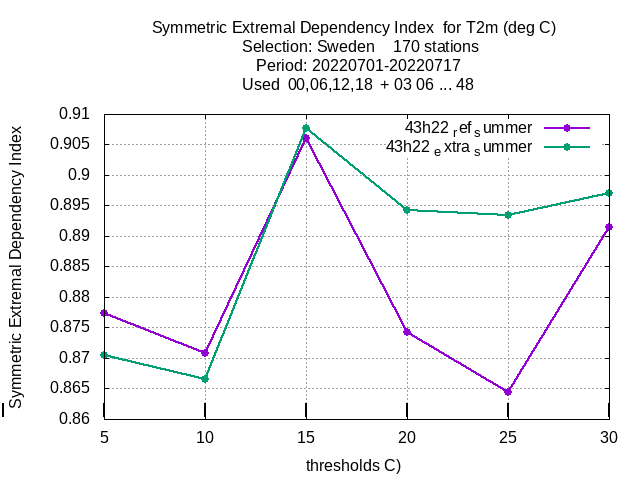 Symmetric Extremal Dependency Index  for T2m (deg C)
Selection: Sweden    170 stations
Period: 20220701-20220717
Used  00,06,12,18  + 03 06 ... 48
43h22 ref summer
43h22 extra summer
Symmetric Extremal Dependency Index
0.91
0.905
0.9
0.895
0.89
0.885
0.88
0.875
0.87
0.865
0.86
5 10 15 20 25 30
thresholds C)